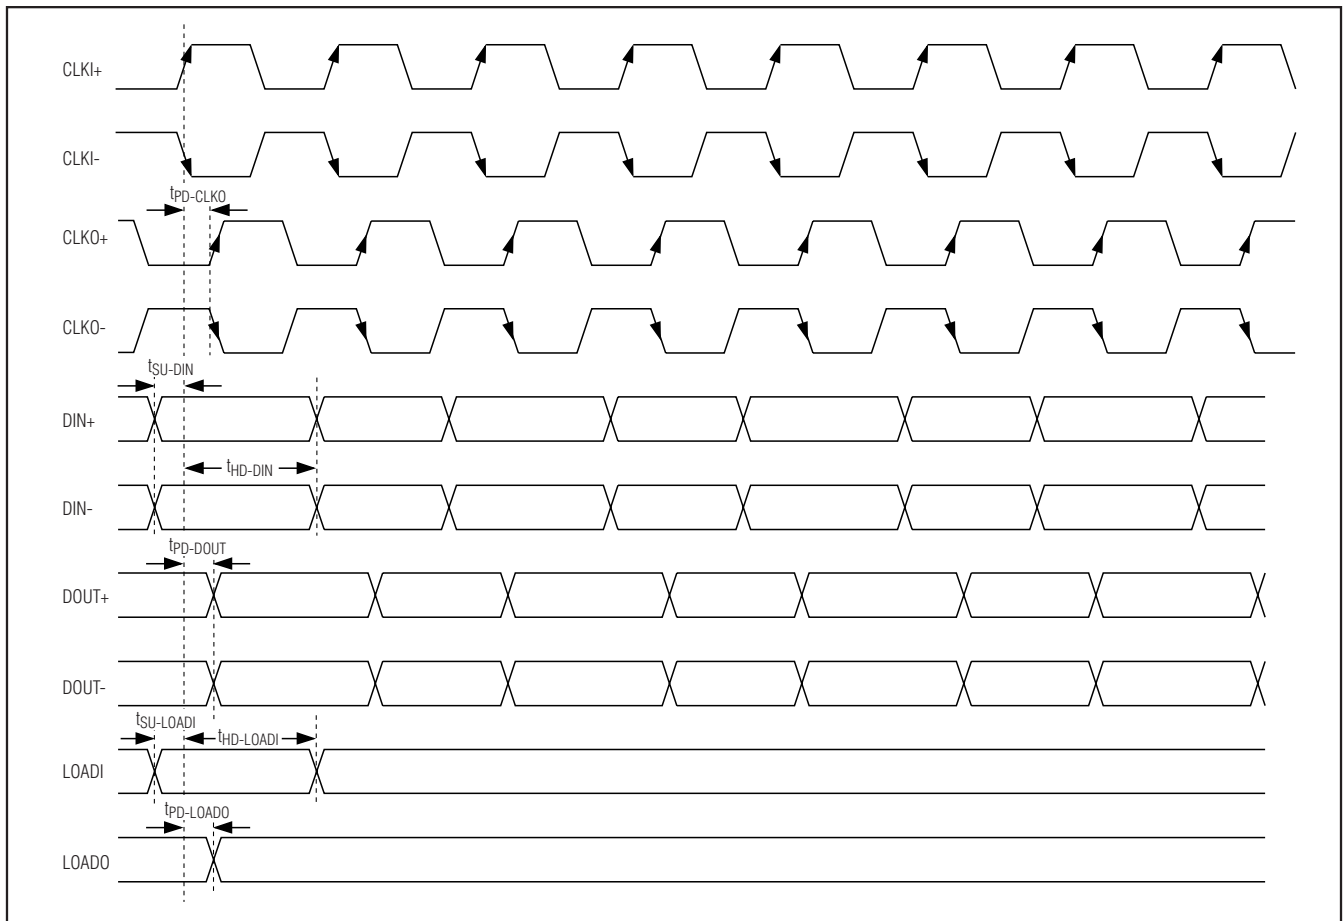 CLKI+
CLKI-
tPD-CLKO
CLKO+
CLKO-
tSU-DIN
DIN+
tHD-DIN
DIN-
tPD-DOUT
DOUT+
DOUT-
tSU-LOADI
tHD-LOADI
LOADI
tPD-LOADO
LOADO